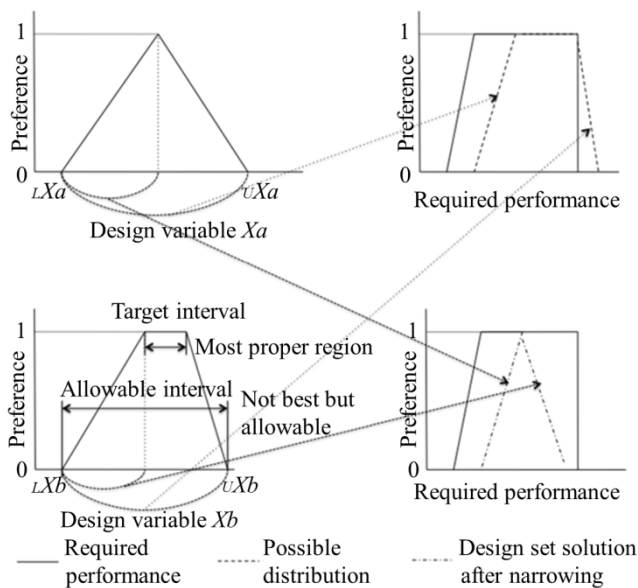 1
Preference
0
LXa
UXa
Design variable Xa
1
Preference
0
Required performance
Target interval
1
Most proper region
Allowable interval
Not best but
allowable
Preference
0
LXb
UXb
Design variable Xb
1
Preference
0
Required performance
Required
performance
Possible
distribution
Design set solution
after narrowing